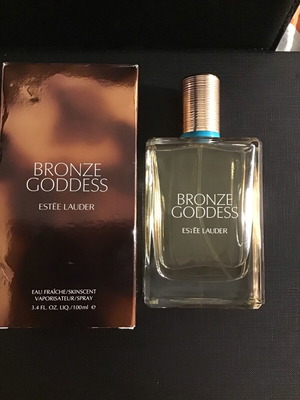 BRONZE
GODDESS
ESTĒE LAUDER
EAU FRAÎCHE/SKINSCENT
VAPORISATEUR/SPRAY
3.4 FL. OZ. LIQ./100ml ℮
BRONZE
GODDESS
ESTĒE LAUDER